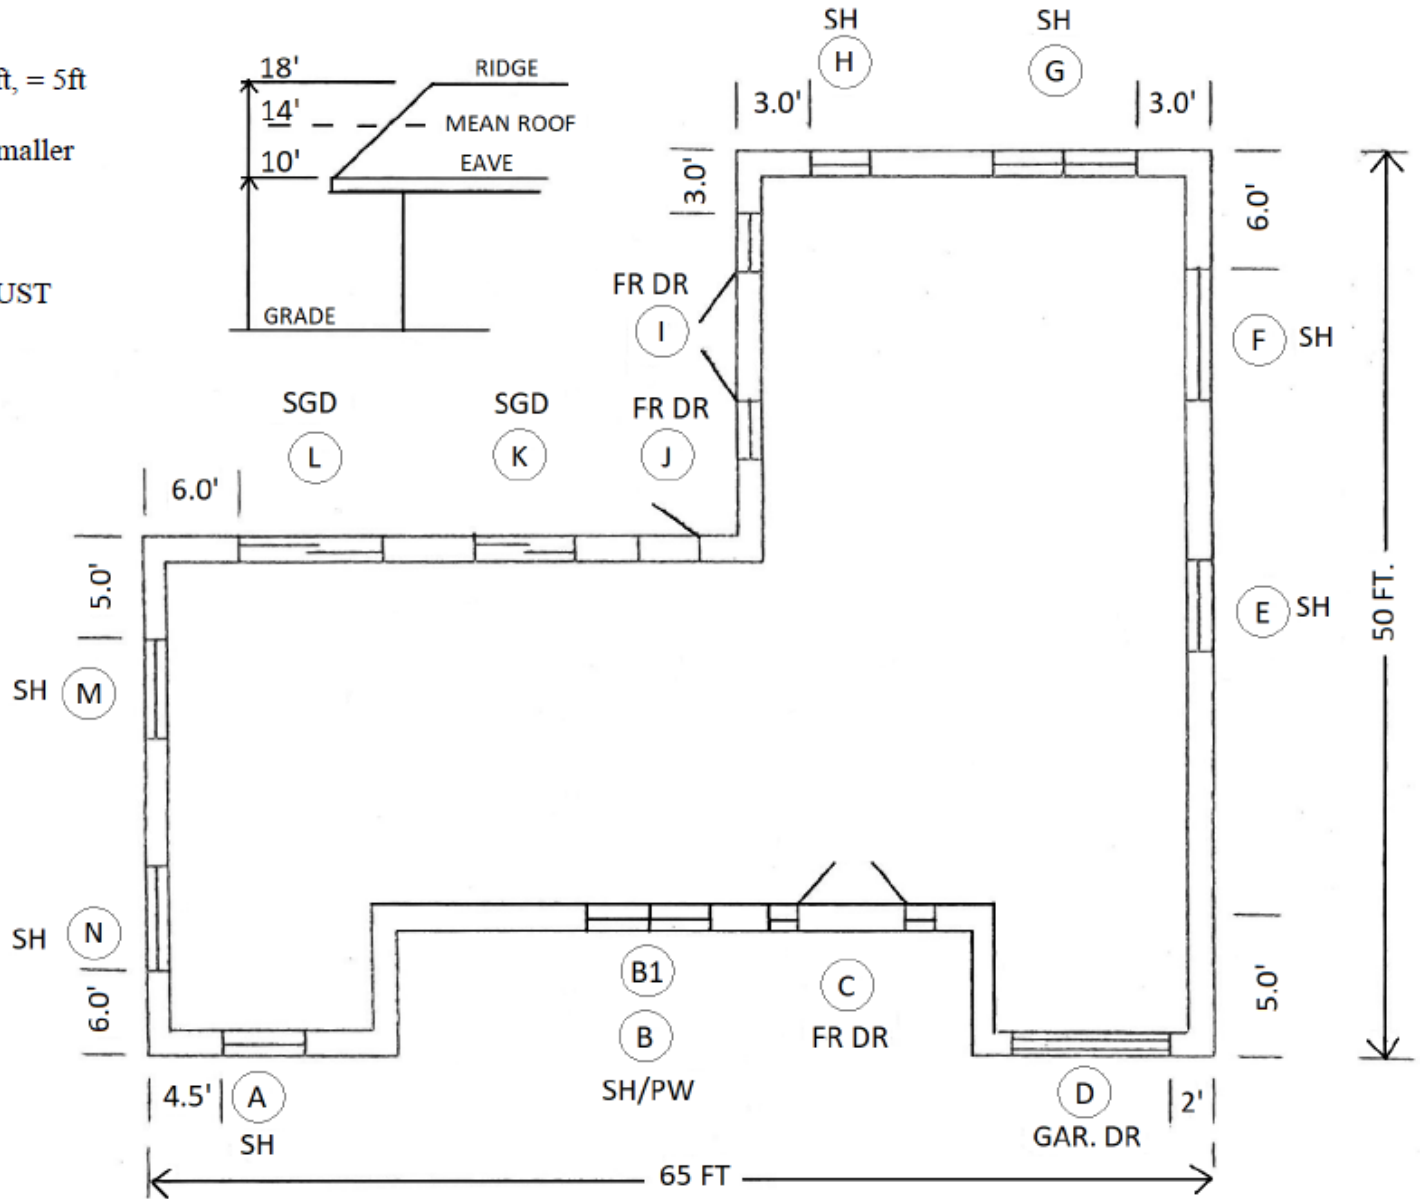 ft, = 5ft
maller
UST
18'
RIDGE
14'
MEAN ROOF
10'
EAVE
GRADE
SH
H
SH
G
3.0'
3.0'
3.0'
6.0'
FR DR
I
F
SH
SGD
SGD
FR DR
L
K
J
6.0'
5.0'
E
SH
50 FT.
SH
M
SH
N
6.0'
B1
B
SH/PW
C
FR DR
5.0'
4.5'
A
SH
D
GAR. DR
2'
65 FT